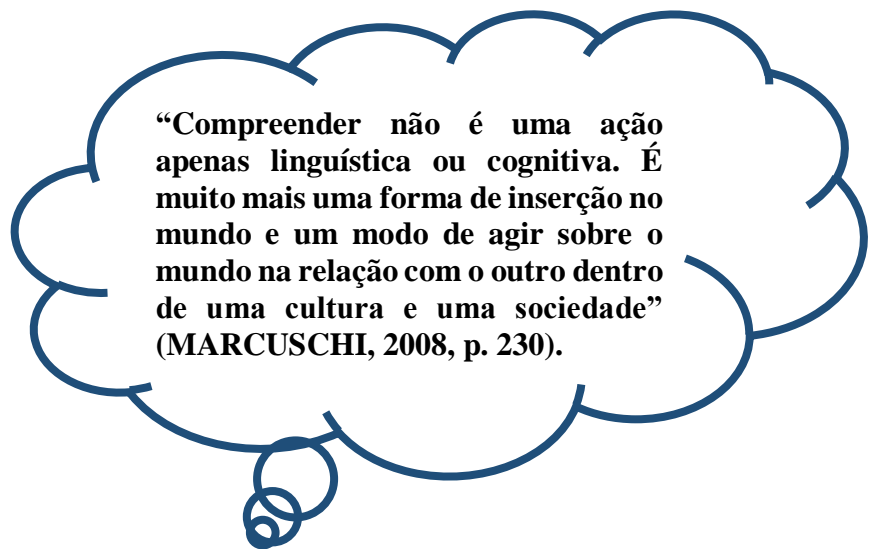 “Compreender não é uma ação
apenas linguística ou cognitiva. É
muito mais uma forma de inserção no
mundo e um modo de agir sobre o
mundo na relação com o outro dentro
de uma cultura e uma sociedade”
(MARCUSCHI, 2008, p. 230).